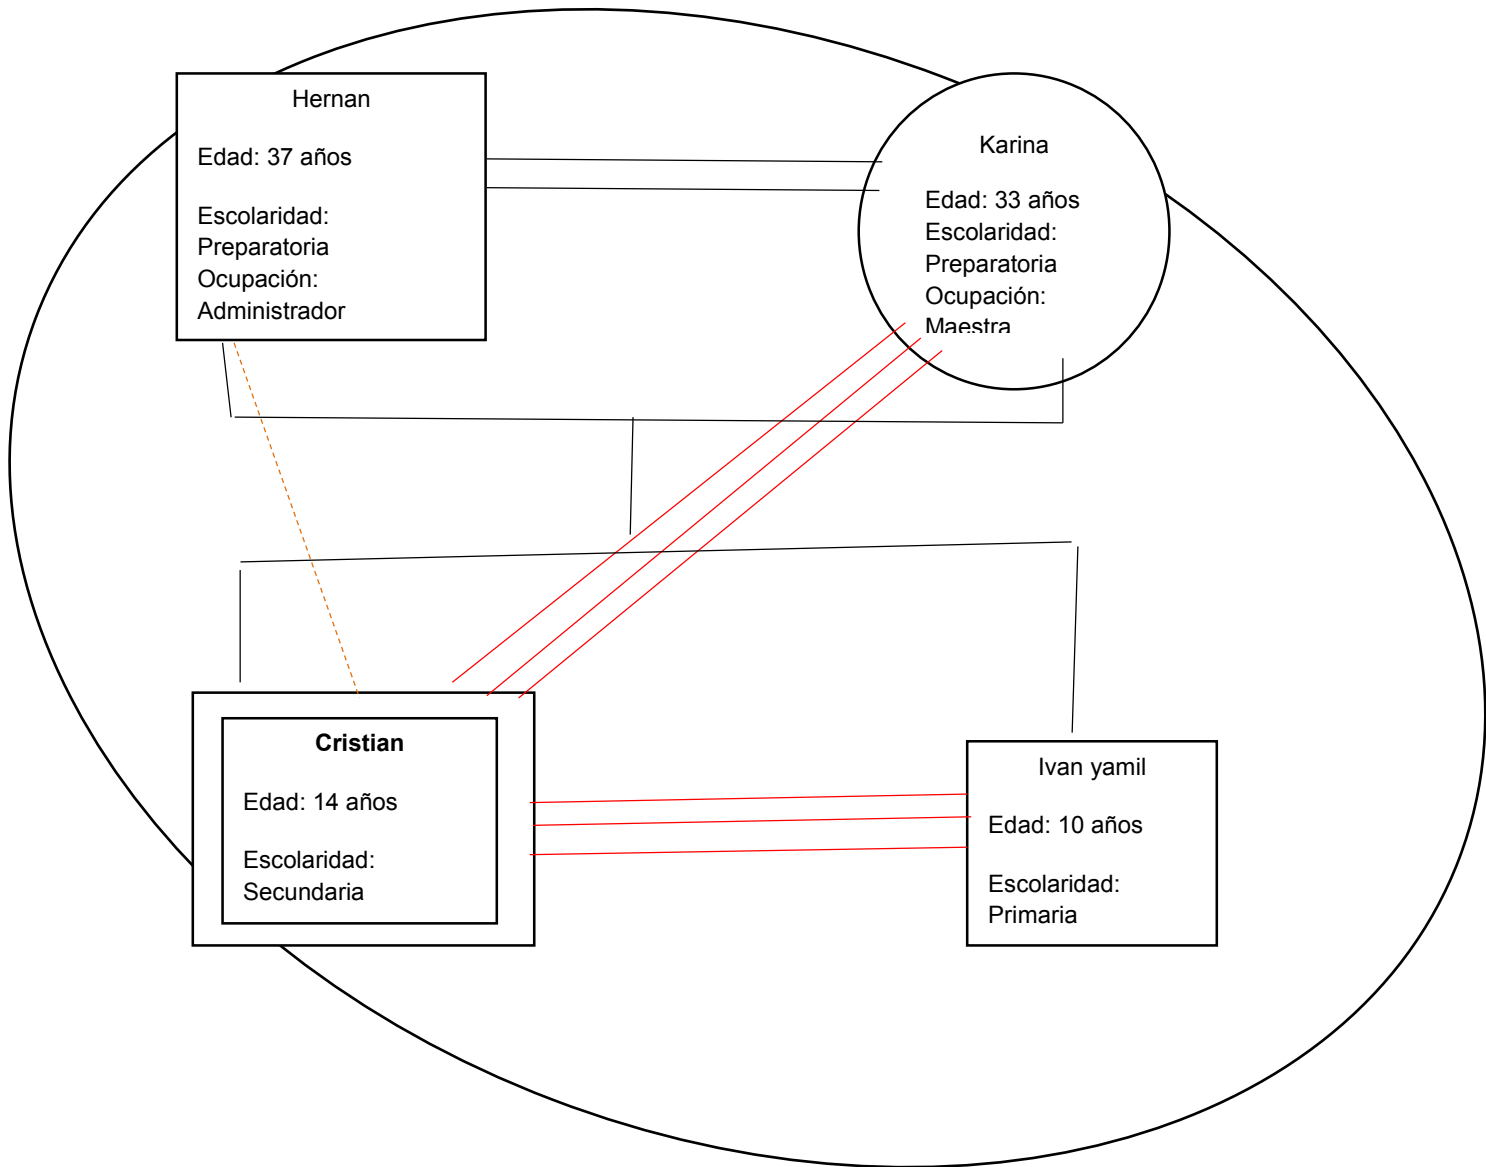 Hernan
Edad: 37 años
Escolaridad:
Preparatoria
Ocupación:
Administrador
Karina
Edad: 33 años
Escolaridad:
Preparatoria
Ocupación:
Maestra
Cristian
Edad: 14 años
Escolaridad:
Secundaria
Ivan yamil
Edad: 10 años
Escolaridad:
Primaria